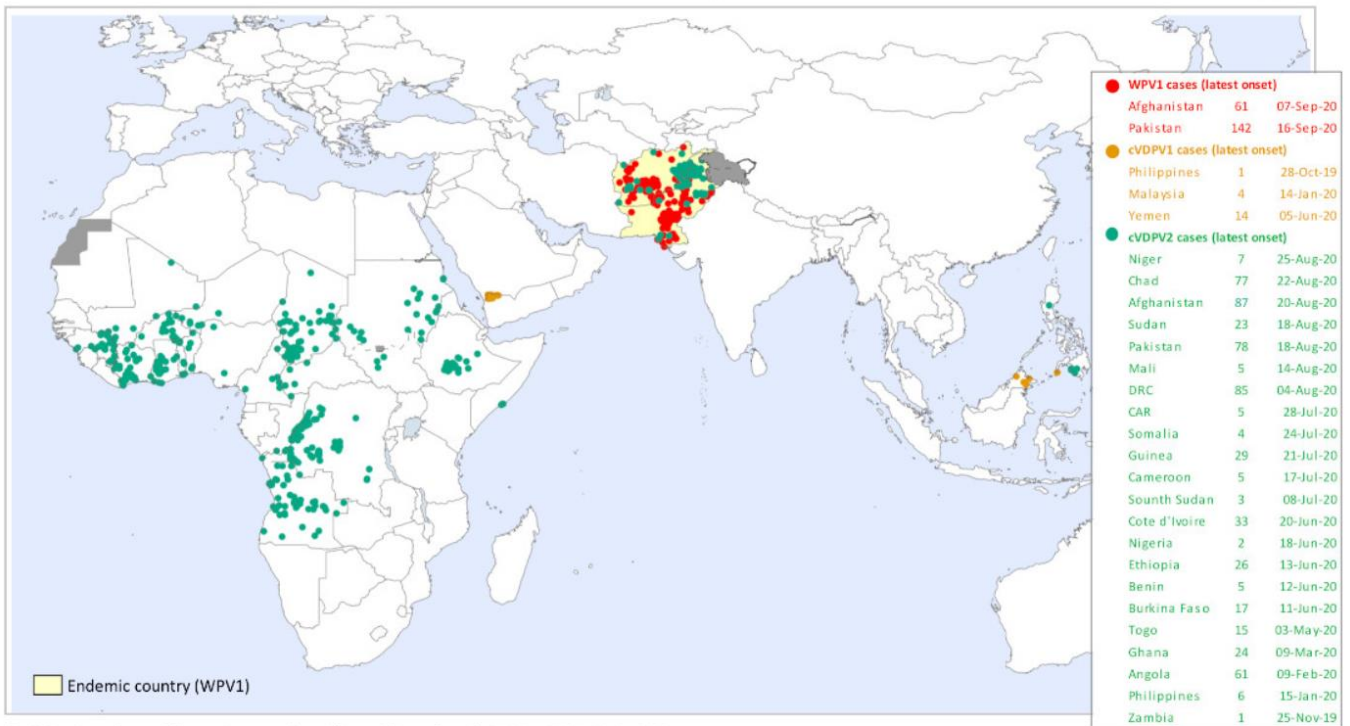 WPV1 cases (latest onset)
Afghanistan 61 07-Sep-20
Pakistan 142 16-Sep-20
cVDPV1 cases (latest onset)
Philippines 1 28-Oct-19
Malaysia 4 14-Jan-20
Yemen 14 05-Jun-20
cVDPV2 cases (latest onset)
Niger 7 25-Aug-20
Chad 77 22-Aug-20
Afghanistan 87 20-Aug-20
Sudan 23 18-Aug-20
Pakistan 78 18-Aug-20
Mali 5 14-Aug-20
DRC 85 04-Aug-20
CAR 5 28-Jul-20
Somalia 4 24-Jul-20
Guinea 29 21-Jul-20
Cameroon 5 17-Jul-20
Sounth Sudan 3 08-Jul-20
Cote d'Ivoire 33 20-Jun-20
Nigeria 2 18-Jun-20
Ethiopia 26 13-Jun-20
Benin 5 12-Jun-20
Burkina Faso 17 11-Jun-20
Togo 15 03-May-20
Ghana 24 09-Mar-20
Angola 61 09-Feb-20
Philippines 6 15-Jan-20
Zambia 1 25-Nov-19
Endemic country (WPV1)